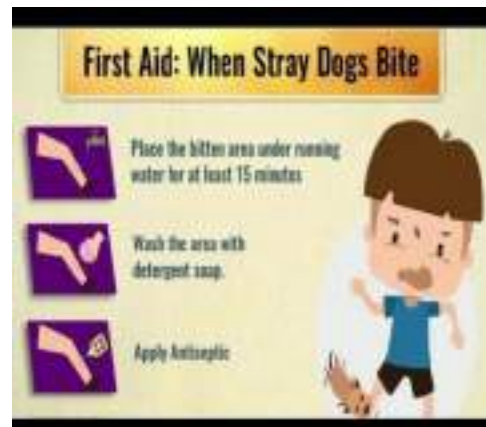 First Aid: When Stray Dogs Bite
Place the bitten area under running
water for at least 15 minutes
Wash the area with
detergent soap.
Apply Antiseptic